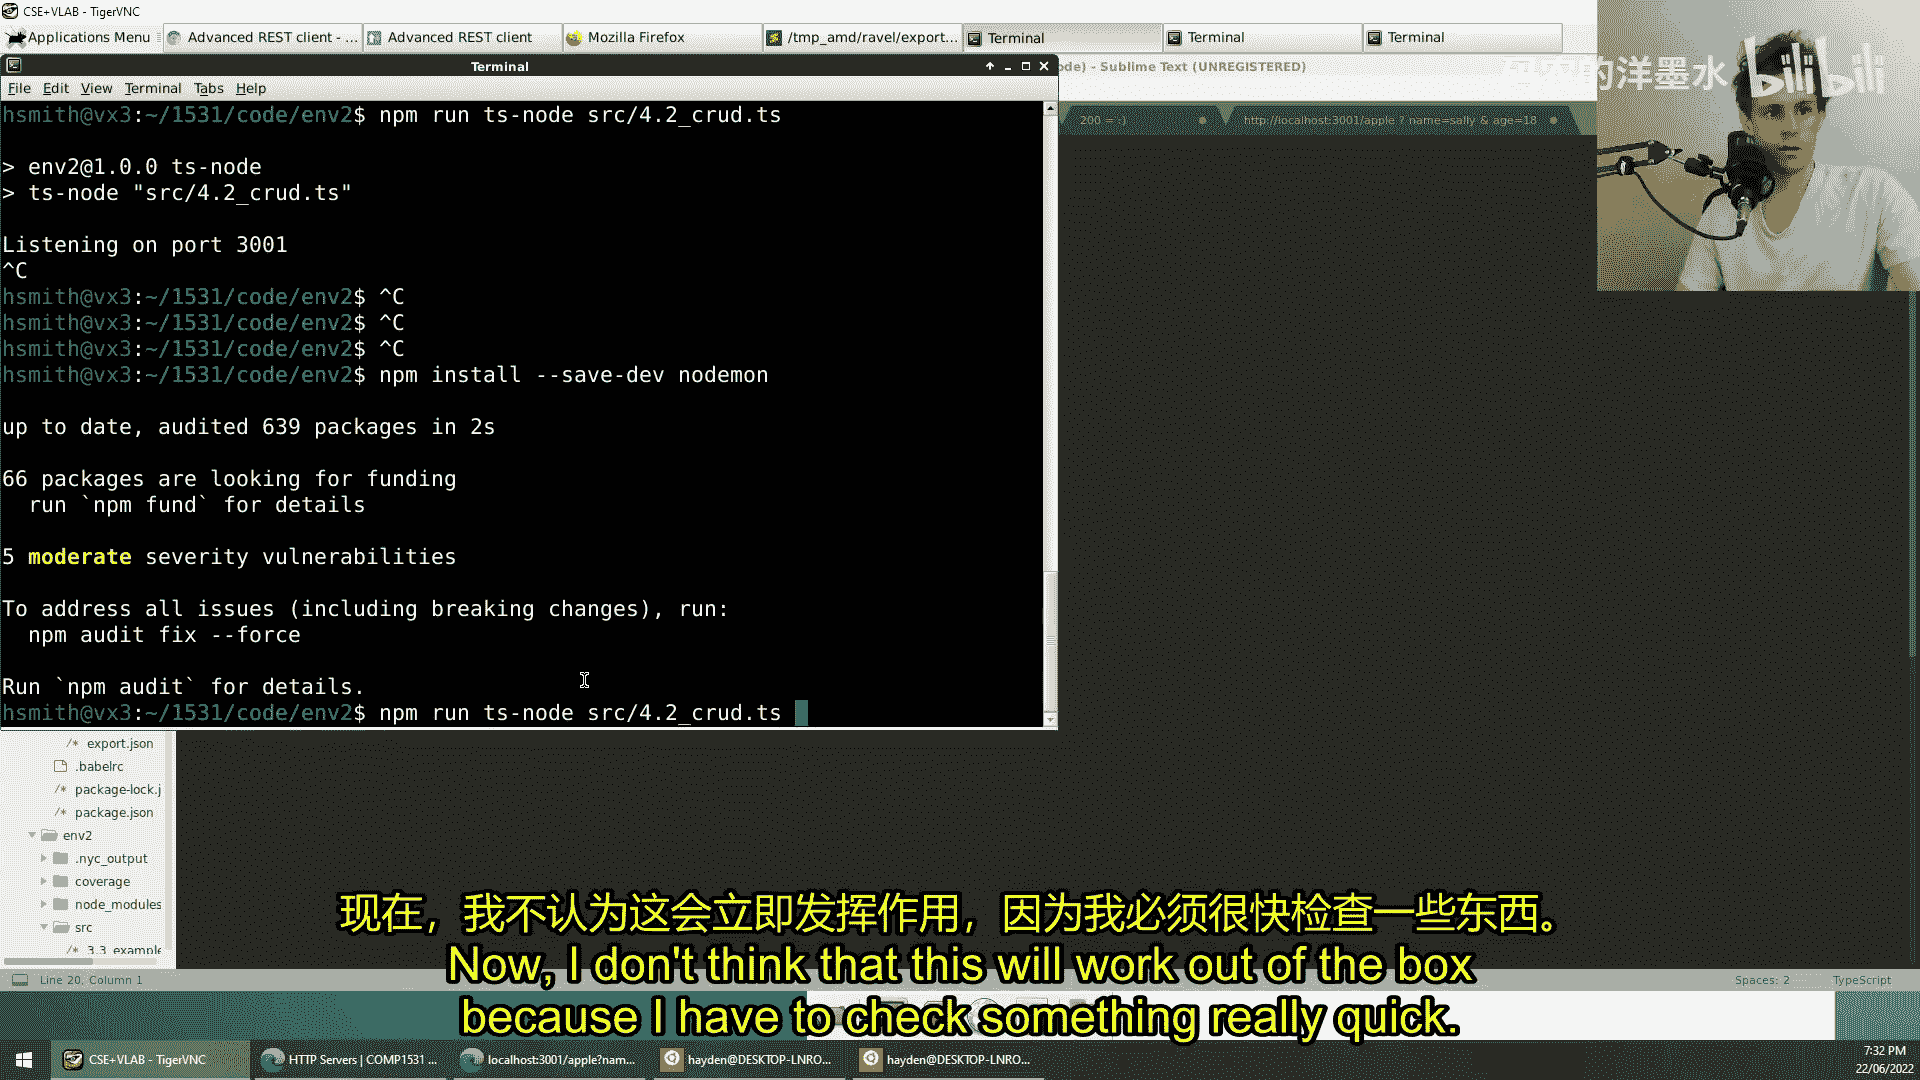 CSE+VLAB - TigerVNC
Applications Menu
Advanced REST client - ...
Advanced REST client
Mozilla Firefox
/tmp_amd/ravel/export...
Terminal
Terminal
Terminal
Terminal
ode) - Sublime Text (UNREGISTERED)
的洋墨水 bilibili
File Edit View Terminal Tabs Help
200 = :)
http://localhost:3001/apple ? name=sally & age=18
hsmith@vx3:~/1531/code/env2$ npm run ts-node src/4.2_crud.ts
> env2@1.0.0 ts-node
> ts-node "src/4.2_crud.ts"
Listening on port 3001
^C
hsmith@vx3:~/1531/code/env2$ ^C
hsmith@vx3:~/1531/code/env2$ ^C
hsmith@vx3:~/1531/code/env2$ ^C
hsmith@vx3:~/1531/code/env2$ npm install --save-dev nodemon
up to date, audited 639 packages in 2s
66 packages are looking for funding
run `npm fund` for details
5 moderate severity vulnerabilities
To address all issues (including breaking changes), run:
npm audit fix --force
Run `npm audit` for details.
hsmith@vx3:~/1531/code/env2$ npm run ts-node src/4.2_crud.ts
/* export.json
.babelrc
/* package-lock.j
/* package.json
env2
.nyc_output
coverage
node_modules
src
/* 3.3_example
现在，我不认为这会立即发挥作用，因为我必须很快检查一些东西。
Now, I don't think that this will work out of the box
because I have to check something really quick.
Line 20, Column 1
Spaces: 2
TypeScript
CSE+VLAB - TigerVNC
HTTP Servers | COMP1531 ...
localhost:3001/apple?nam...
hayden@DESKTOP-LNRO...
hayden@DESKTOP-LNRO...
7:32 PM
22/06/2022